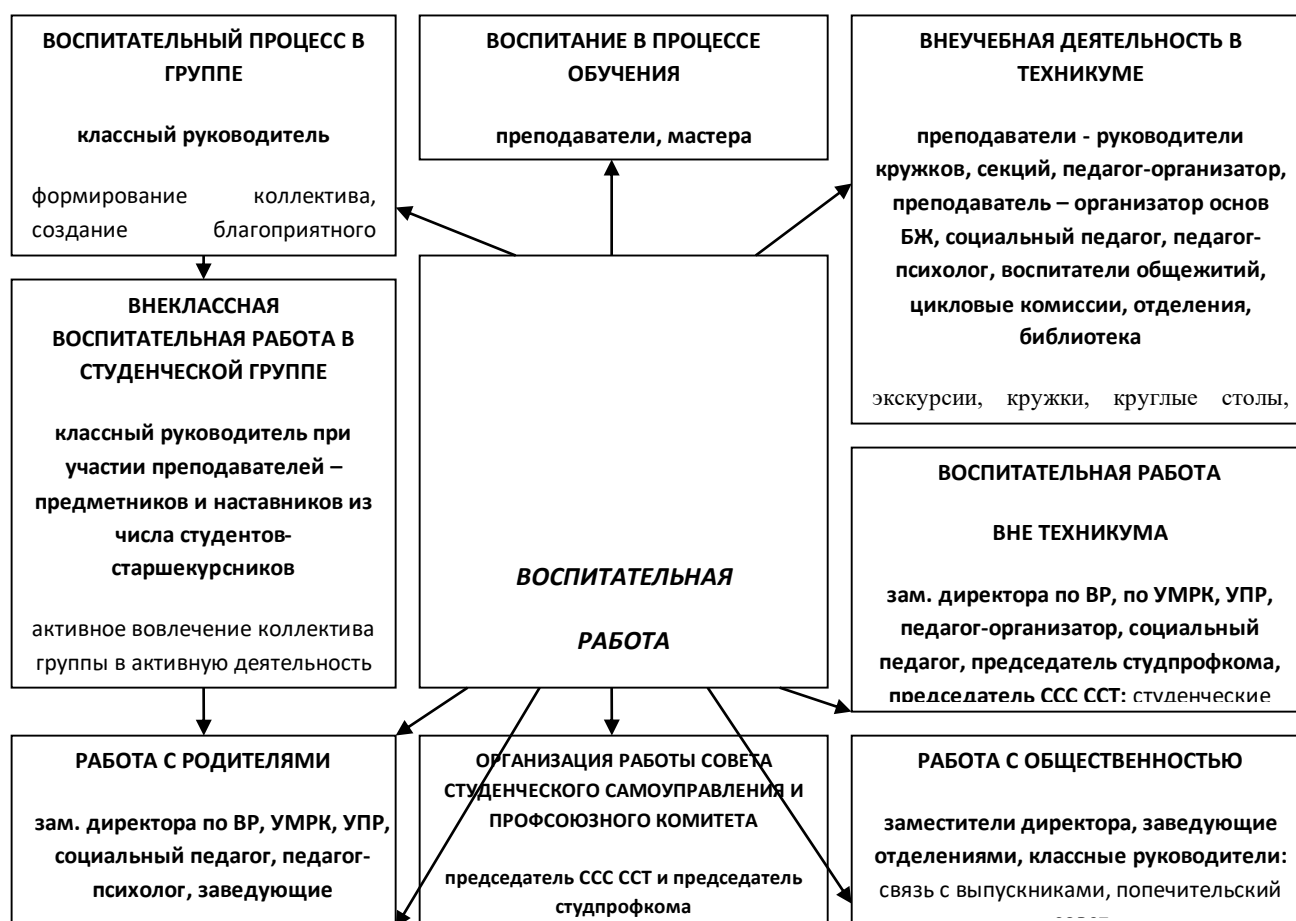 ВОСПИТАТЕЛЬНЫЙ ПРОЦЕСС В
ГРУППЕ
классный руководитель
формирование коллектива,
создание благоприятного
ВОСПИТАНИЕ В ПРОЦЕССЕ
ОБУЧЕНИЯ
преподаватели, мастера
ВНЕУЧЕБНАЯ ДЕЯТЕЛЬНОСТЬ В
ТЕХНИКУМЕ
преподаватели - руководители
кружков, секций, педагог-организатор,
преподаватель – организатор основ
БЖ, социальный педагог, педагог-
психолог, воспитатели общежитий,
цикловые комиссии, отделения,
библиотека
экскурсии, кружки, круглые столы,
ВНЕКЛАССНАЯ
ВОСПИТАТЕЛЬНАЯ РАБОТА В
СТУДЕНЧЕСКОЙ ГРУППЕ
классный руководитель при
участии преподавателей –
предметников и наставников из
числа студентов-
старшекурсников
активное вовлечение коллектива
группы в активную деятельность
ВОСПИТАТЕЛЬНАЯ
РАБОТА
ВОСПИТАТЕЛЬНАЯ РАБОТА
ВНЕ ТЕХНИКУМА
зам. директора по ВР, по УМРК, УПР,
педагог-организатор, социальный
педагог, председатель студпрофкома,
председатель ССС ССТ: студенческие
РАБОТА С РОДИТЕЛЯМИ
зам. директора по ВР, УМРК, УПР,
социальный педагог, педагог-
психолог, заведующие
ОРГАНИЗАЦИЯ РАБОТЫ СОВЕТА
СТУДЕНЧЕСКОГО САМОУПРАВЛЕНИЯ И
ПРОФСОЮЗНОГО КОМИТЕТА
председатель ССС ССТ и председатель
студпрофкома
РАБОТА С ОБЩЕСТВЕННОСТЬЮ
заместители директора, заведующие
отделениями, классные руководители:
связь с выпускниками, попечительский